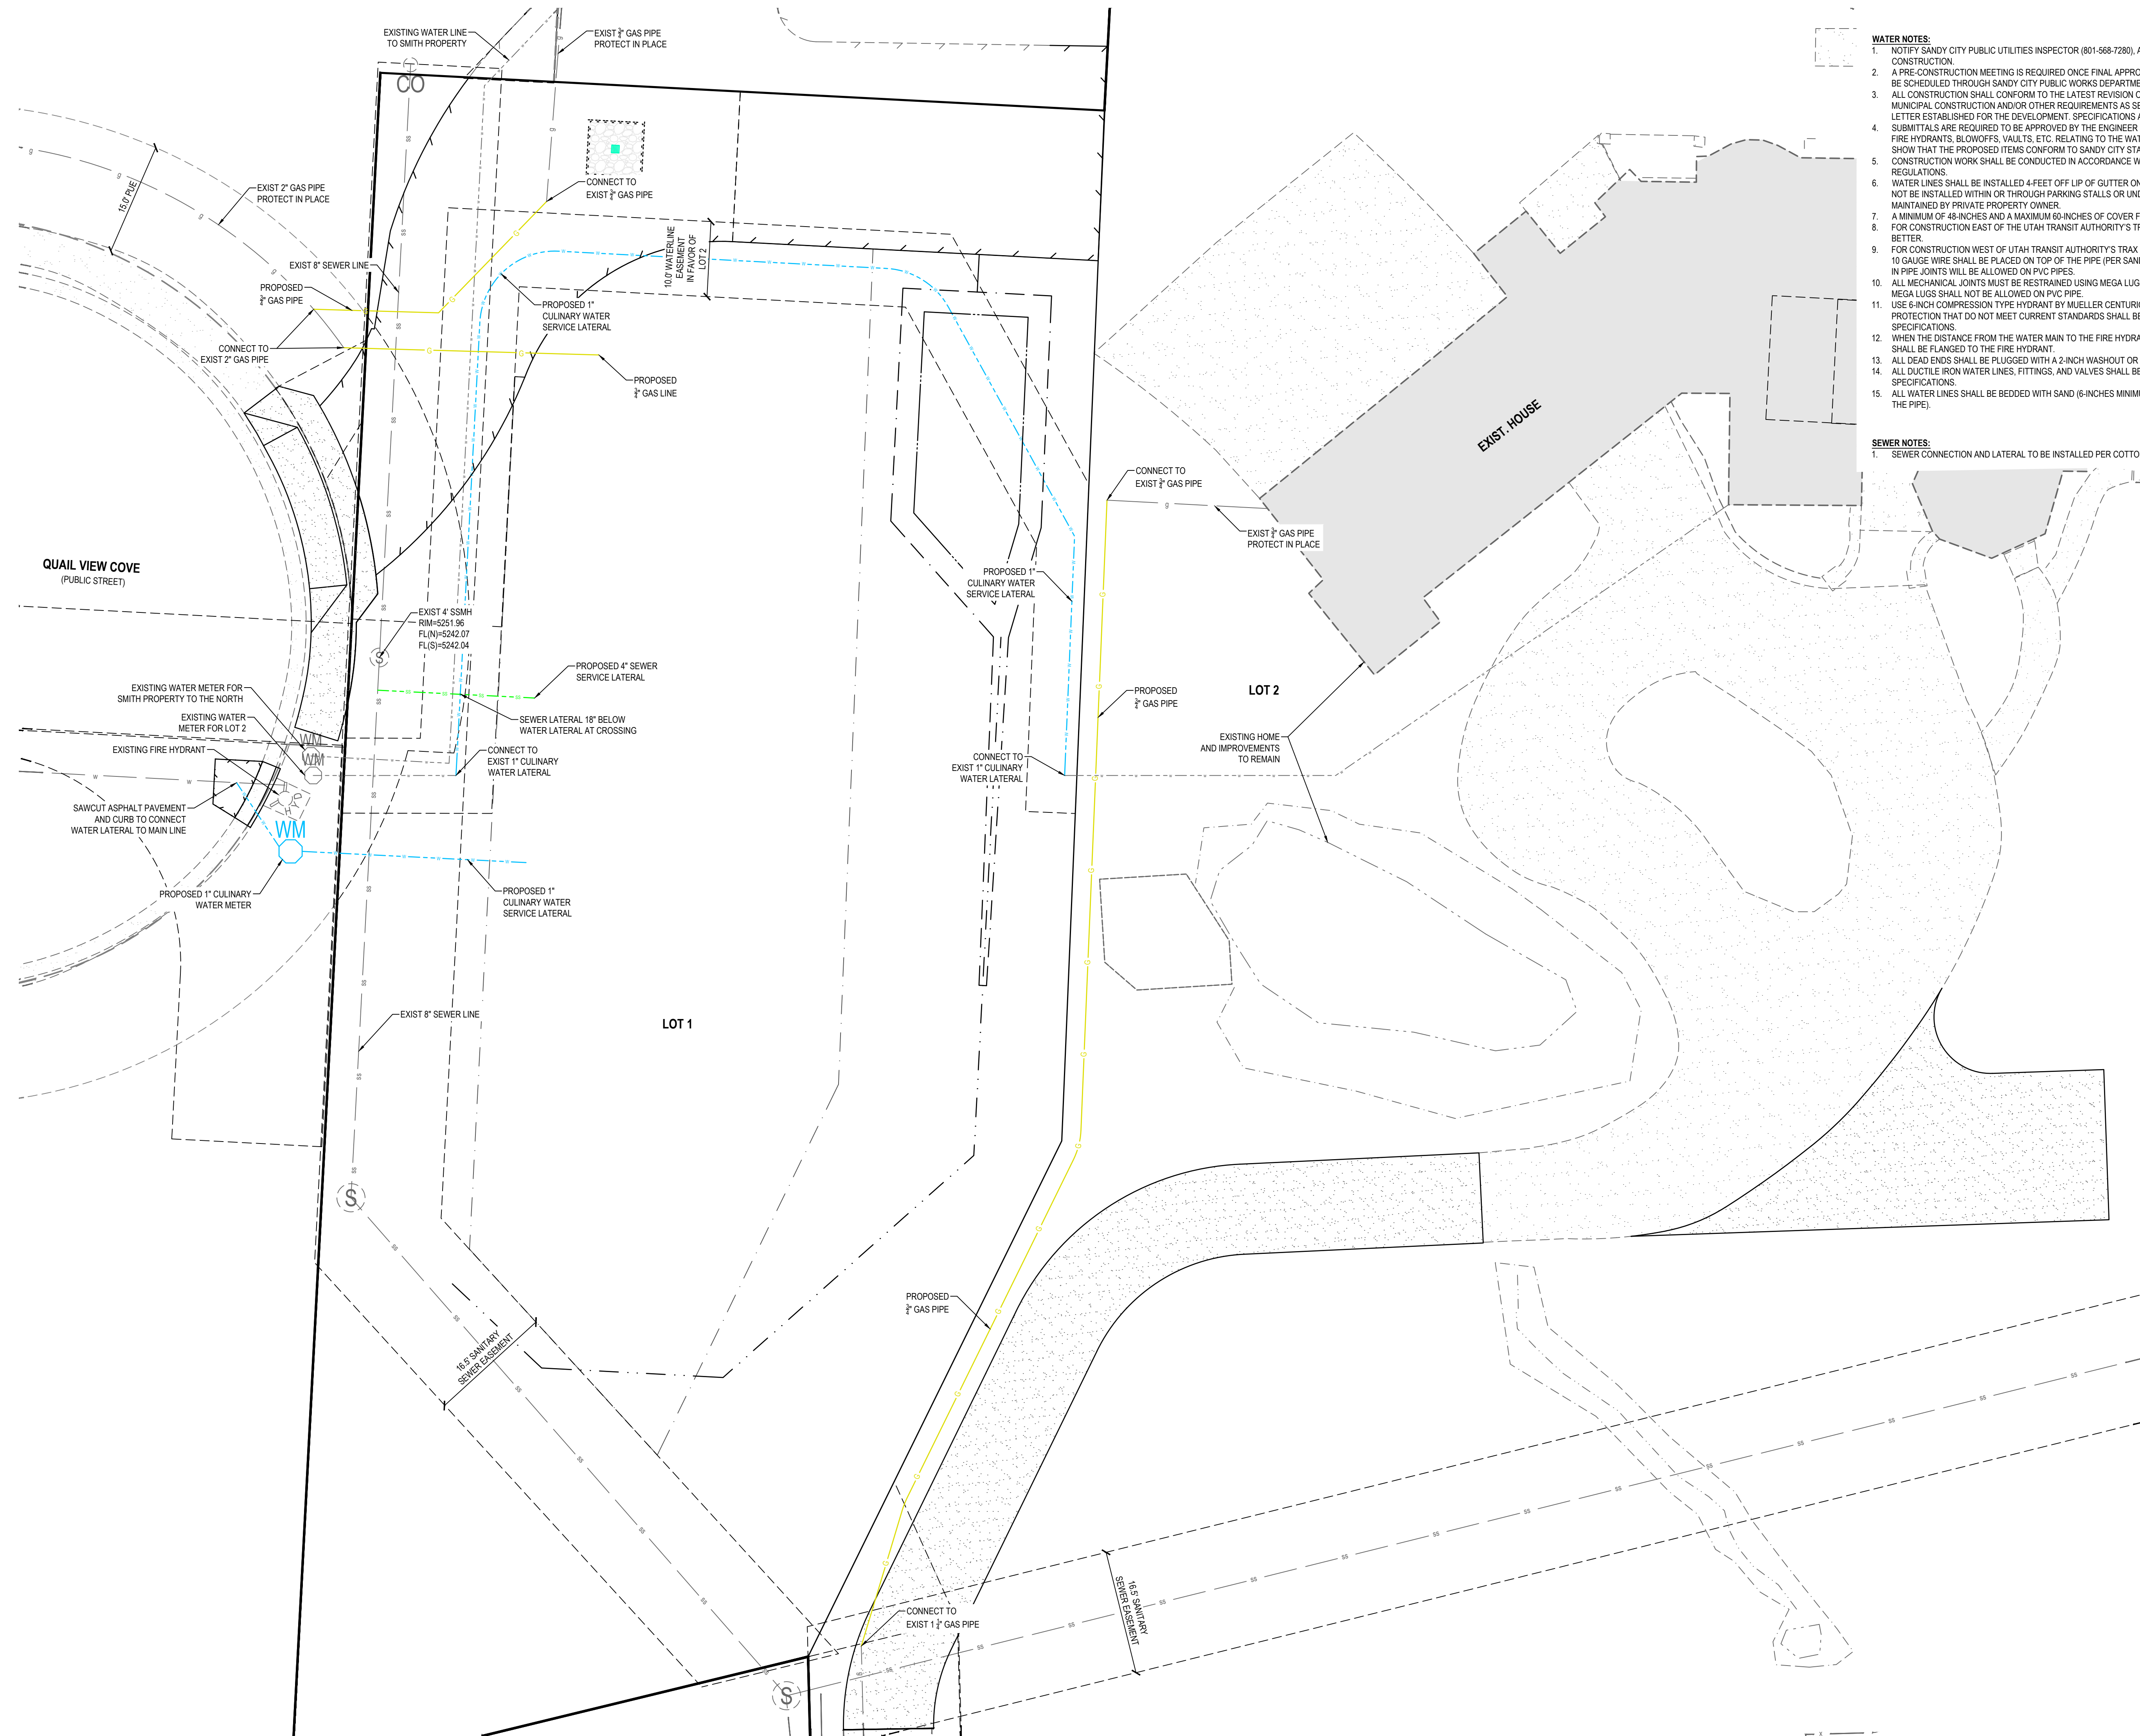 WATER NOTES:
1. NOTIFY SANDY CITY PUBLIC UTILITIES INSPECTOR (801-568-7280),
CONSTRUCTION.
2. A PRE-CONSTRUCTION MEETING IS REQUIRED ONCE FINAL
BE SCHEDULED THROUGH SANDY CITY PUBLIC WORKS
3. ALL CONSTRUCTION SHALL CONFORM TO THE LATEST REVISION
MUNICIPAL CONSTRUCTION AND/OR OTHER REQUIREMENTS AS
LETTER ESTABLISHED FOR THE DEVELOPMENT. SPECIFICATIONS
4. SUBMITTALS ARE REQUIRED TO BE APPROVED BY THE ENGINEER
FIRE HYDRANTS, BLOWOFFS, VAULTS, ETC. RELATING TO THE
SHOW THAT THE PROPOSED ITEMS CONFORM TO SANDY CITY
5. CONSTRUCTION WORK SHALL BE CONDUCTED IN ACCORDANCE
REGULATIONS.
6. WATER LINES SHALL BE INSTALLED 4-FEET OFF LIP OF GUTTER ON
NOT BE INSTALLED WITHIN OR THROUGH PARKING STALLS OR
MAINTAINED BY PRIVATE PROPERTY OWNER.
7. A MINIMUM OF 48-INCHES AND A MAXIMUM 60-INCHES OF COVER
8. FOR CONSTRUCTION EAST OF THE UTAH TRANSIT AUTHORITY'S
BETTER.
9. FOR CONSTRUCTION WEST OF UTAH TRANSIT AUTHORITY'S TRAX
10 GAUGE WIRE SHALL BE PLACED ON TOP OF THE PIPE (PER
IN PIPE JOINTS WILL BE ALLOWED ON PVC PIPES.
10. ALL MECHANICAL JOINTS MUST BE RESTRAINED USING MEGA
MEGA LUGS SHALL NOT BE ALLOWED ON PVC PIPE.
11. USE 6-INCH COMPRESSION TYPE HYDRANT BY MUELLER
PROTECTION THAT DO NOT MEET CURRENT STANDARDS SHALL BE
SPECIFICATIONS.
12. WHEN THE DISTANCE FROM THE WATER MAIN TO THE FIRE
SHALL BE FLANGED TO THE FIRE HYDRANT.
13. ALL DEAD ENDS SHALL BE PLUGGED WITH A 2-INCH WASHOUT OR
14. ALL DUCTILE IRON WATER LINES, FITTINGS, AND VALVES SHALL BE
SPECIFICATIONS.
15. ALL WATER LINES SHALL BE BEDDED WITH SAND (6-INCHES
THE PIPE).
SEWER NOTES:
1. SEWER CONNECTION AND LATERAL TO BE INSTALLED PER
EXISTING WATER LINE
TO SMITH PROPERTY
EXIST ¾" GAS PIPE
PROTECT IN PLACE
CO
15.0' PUE
EXIST 2" GAS PIPE
PROTECT IN PLACE
CONNECT TO
EXIST ¾" GAS PIPE
10.0' WATERLINE
EASEMENT
IN FAVOR OF
LOT 2
EXIST 8" SEWER LINE
PROPOSED
¾" GAS PIPE
PROPOSED 1"
CULINARY WATER
SERVICE LATERAL
CONNECT TO
EXIST 2" GAS PIPE
PROPOSED
¾" GAS LINE
EXIST. HOUSE
CONNECT TO
EXIST ¾" GAS PIPE
EXIST ¾" GAS PIPE
PROTECT IN PLACE
QUAIL VIEW COVE
(PUBLIC STREET)
PROPOSED 1"
CULINARY WATER
SERVICE LATERAL
EXIST 4' SSMH
RIM=5251.96
FL(N)=5242.07
FL(S)=5242.04
S
PROPOSED 4" SEWER
SERVICE LATERAL
EXISTING WATER METER FOR
SMITH PROPERTY TO THE NORTH
EXISTING WATER
METER FOR LOT 2
SEWER LATERAL 18" BELOW
WATER LATERAL AT CROSSING
PROPOSED
¾" GAS PIPE
LOT 2
EXISTING HOME
AND IMPROVEMENTS
TO REMAIN
EXISTING FIRE HYDRANT
WM
WM
CONNECT TO
EXIST 1" CULINARY
WATER LATERAL
CONNECT TO
EXIST 1" CULINARY
WATER LATERAL
SAWCUT ASPHALT PAVEMENT
AND CURB TO CONNECT
WATER LATERAL TO MAIN LINE
HYD
WM
PROPOSED 1" CULINARY
WATER METER
PROPOSED 1"
CULINARY WATER
SERVICE LATERAL
EXIST 8" SEWER LINE
LOT 1
S
PROPOSED
¾" GAS PIPE
16.5' SANITARY
SEWER EASEMENT
CONNECT TO
EXIST 1 ¼" GAS PIPE
16.5' SANITARY
SEWER EASEMENT
S